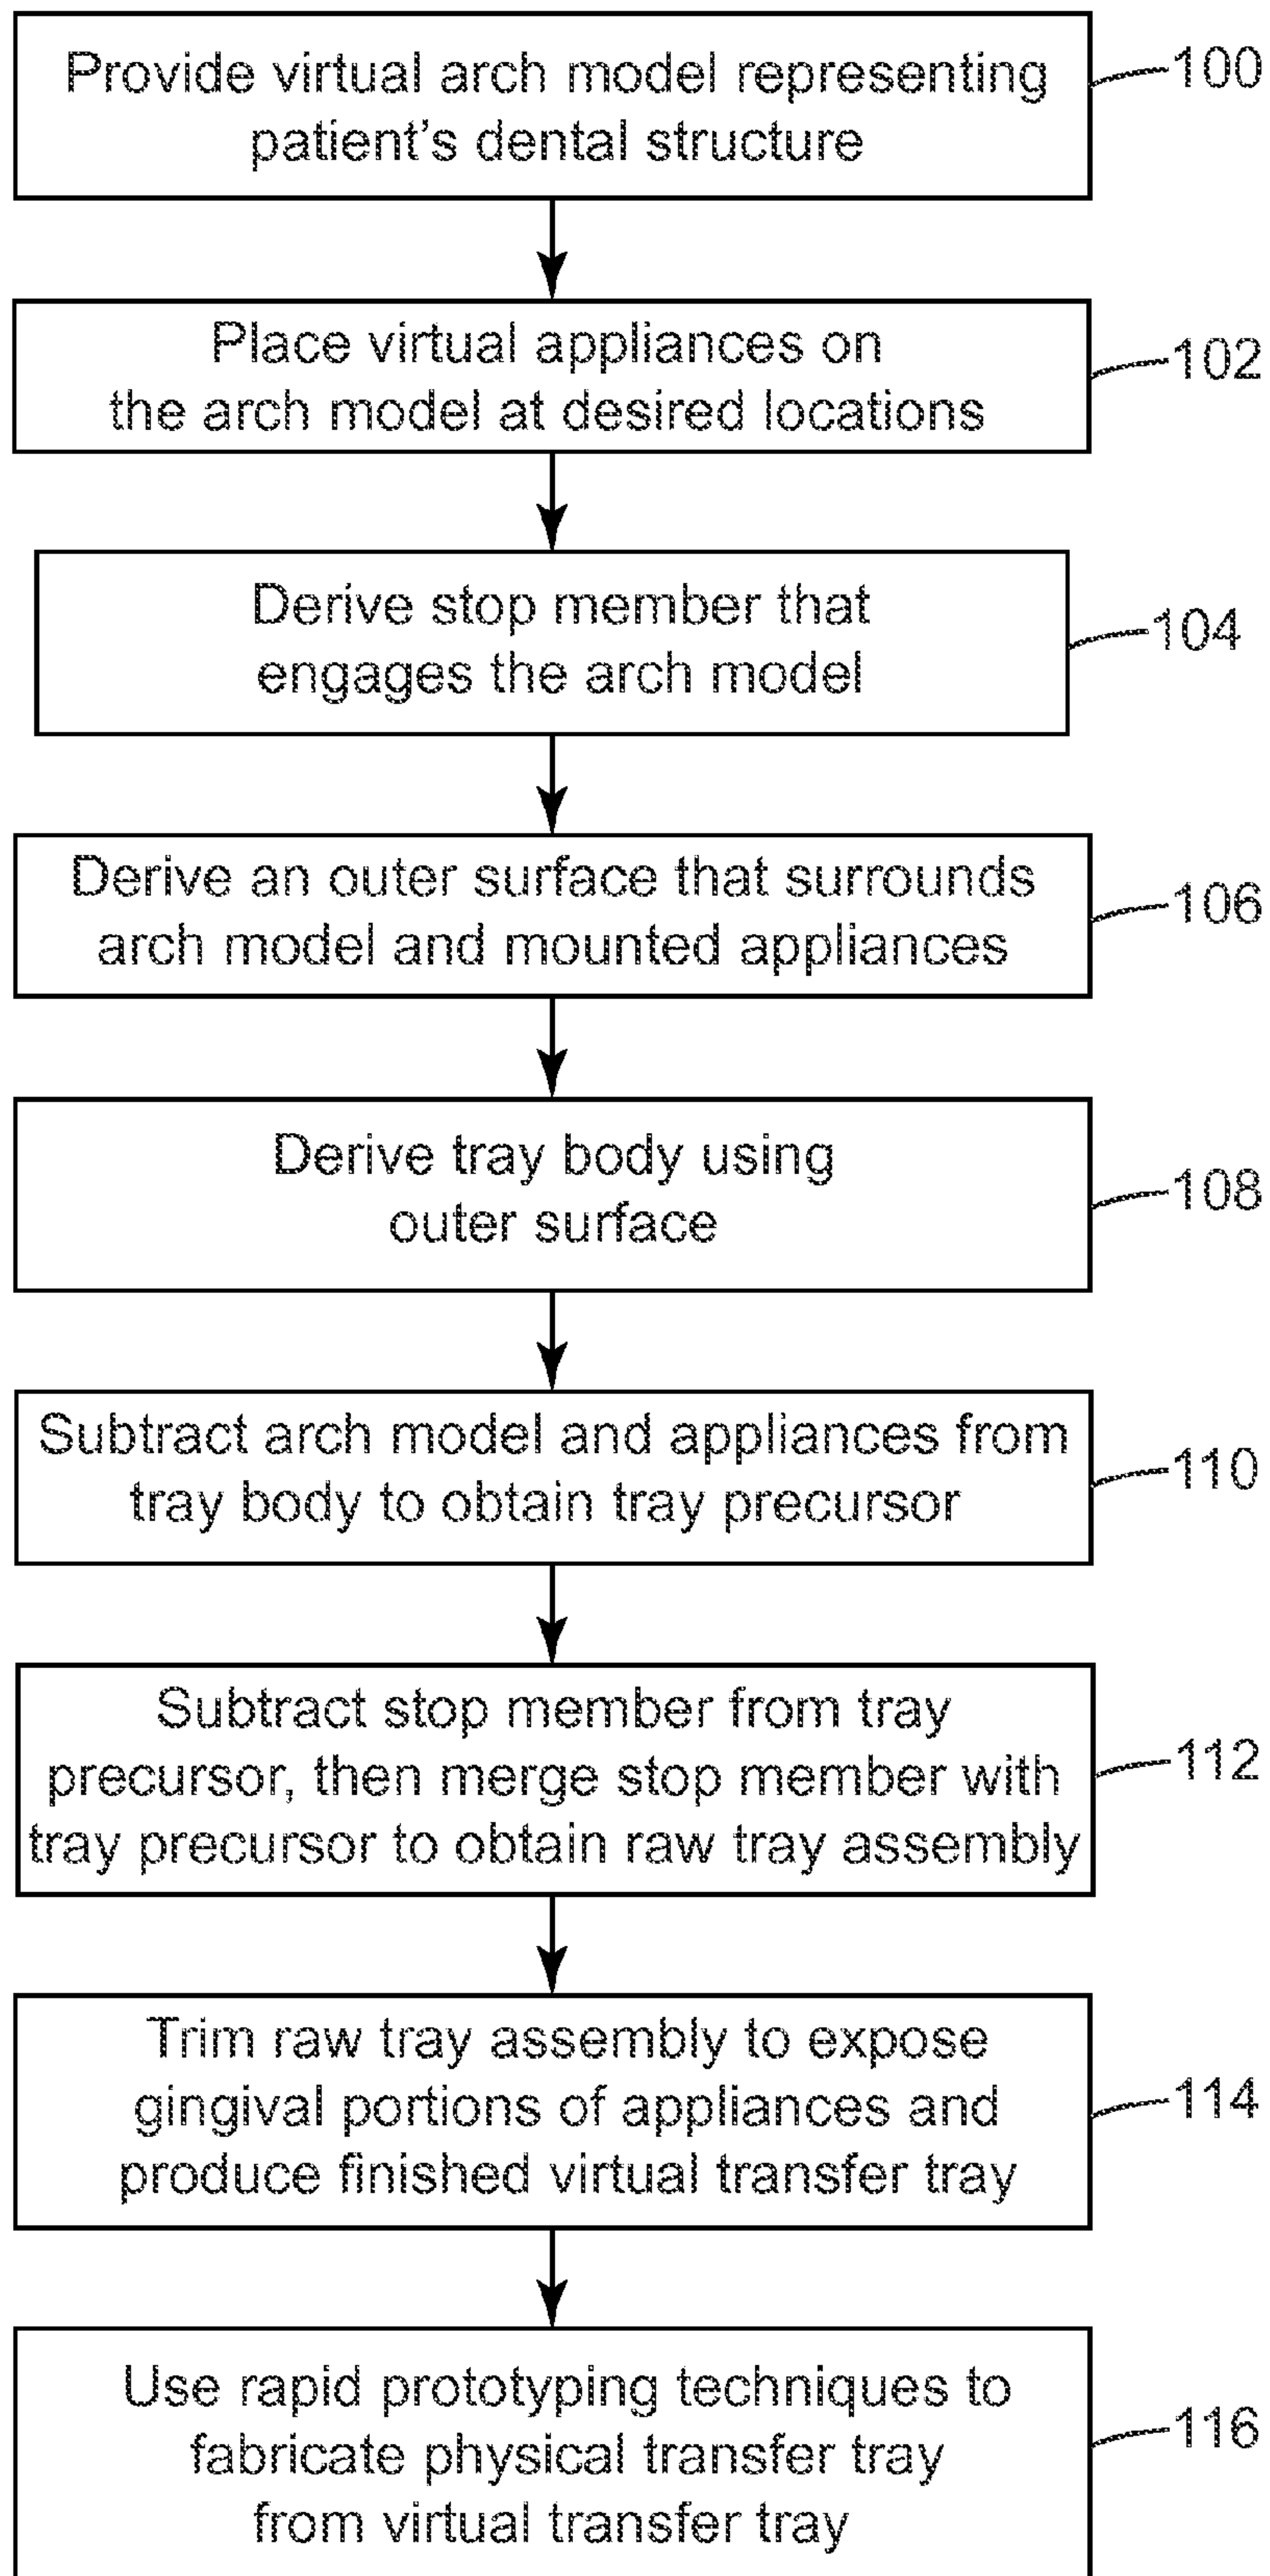 Provide virtual arch model representing
patient's dental structure
100
Place virtual appliances on
the arch model at desired locations
102
Derive stop member that
engages the arch model
104
Derive an outer surface that surrounds
arch model and mounted appliances
106
Derive tray body using
outer surface
108
Subtract arch model and appliances from
tray body to obtain tray precursor
110
Subtract stop member from tray
precursor, then merge stop member with
tray precursor to obtain raw tray assembly
112
Trim raw tray assembly to expose
gingival portions of appliances and
produce finished virtual transfer tray
114
Use rapid prototyping techniques to
fabricate physical transfer tray
from virtual transfer tray
116